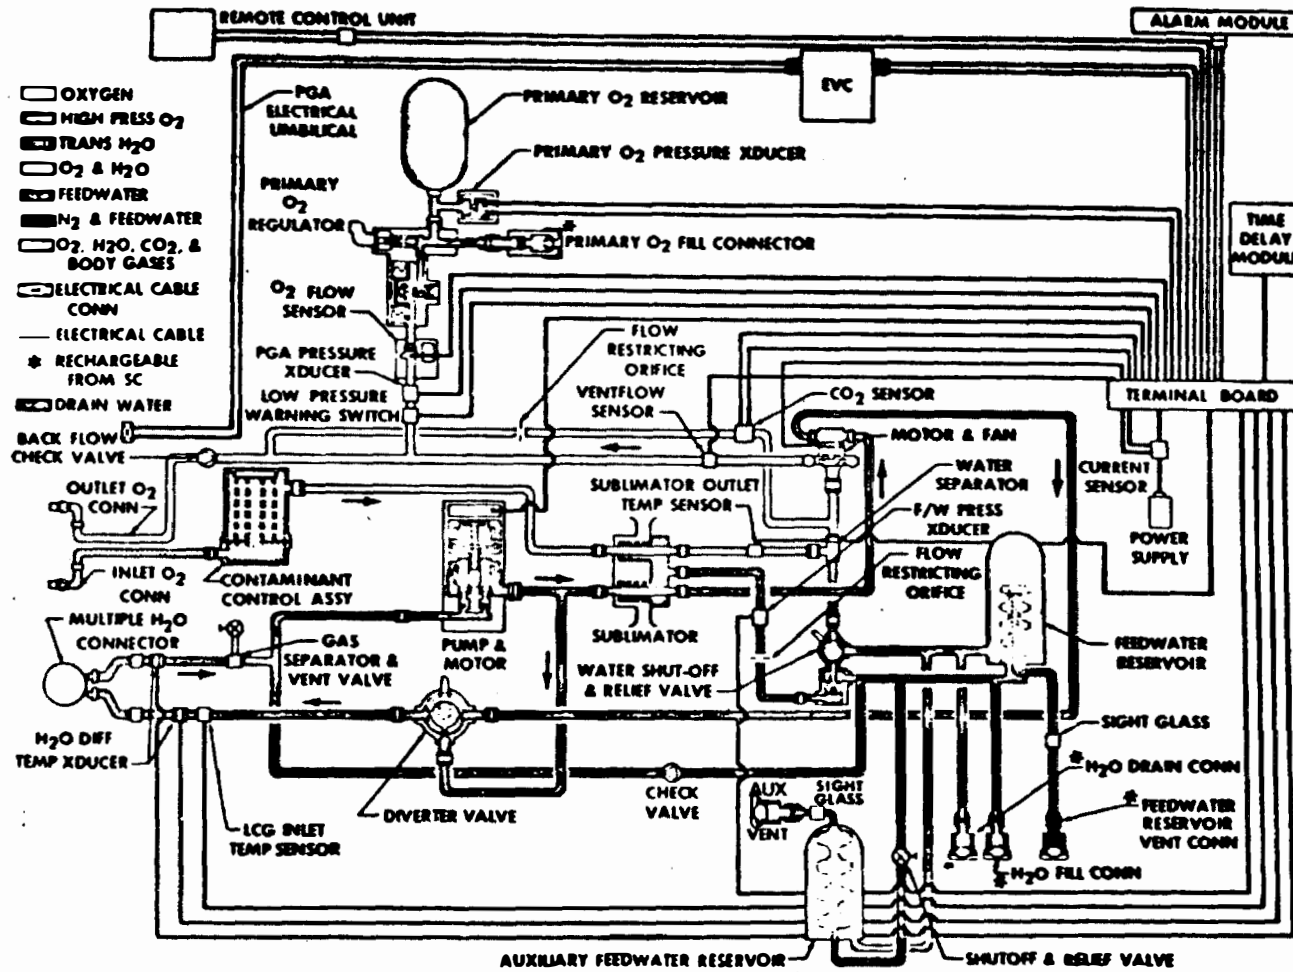 REMOTE CONTROL UNIT
ALARM MODULE
EVC
OXYGEN
HIGH PRESS O2
TRANS H2O
O2 & H2O
FEEDWATER
N2 & FEEDWATER
O2, H2O, CO2, &
BODY GASES
ELECTRICAL CABLE
CONN
ELECTRICAL CABLE
* RECHARGEABLE
FROM SC
DRAIN WATER
PGA
ELECTRICAL
UMBILICAL
PRIMARY O2 RESERVOIR
PRIMARY O2 PRESSURE XDUCER
PRIMARY
O2
REGULATOR
*
PRIMARY O2 FILL CONNECTOR
TIME
DELAY
MODULE
O2 FLOW
SENSOR
PGA PRESSURE
XDUCER
LOW PRESSURE
WARNING SWITCH
FLOW
RESTRICTING
ORIFICE
VENTFLOW
SENSOR
CO2 SENSOR
TERMINAL BOARD
BACK FLOW
CHECK VALVE
MOTOR & FAN
WATER
SEPARATOR
CURRENT
SENSOR
OUTLET O2
CONN
SUBLIMATOR OUTLET
TEMP SENSOR
F/W PRESS
XDUCER
POWER
SUPPLY
INLET O2
CONN
CONTAMINANT
CONTROL ASSY
FLOW
RESTRICTING
ORIFICE
MULTIPLE H2O
CONNECTOR
GAS
SEPARATOR &
VENT VALVE
PUMP &
MOTOR
SUBLIMATOR
WATER SHUT-OFF
& RELIEF VALVE
FEEDWATER
RESERVOIR
H2O DIFF
TEMP XDUCER
SIGHT GLASS
LCG INLET
TEMP SENSOR
DIVERTER VALVE
CHECK
VALVE
AUX
VENT
SIGHT
GLASS
*H2O DRAIN CONN
* FEEDWATER
RESERVOIR
VENT CONN
*
*H2O FILL CONN
AUXILIARY FEEDWATER RESERVOIR
SHUTOFF & RELIEF VALVE